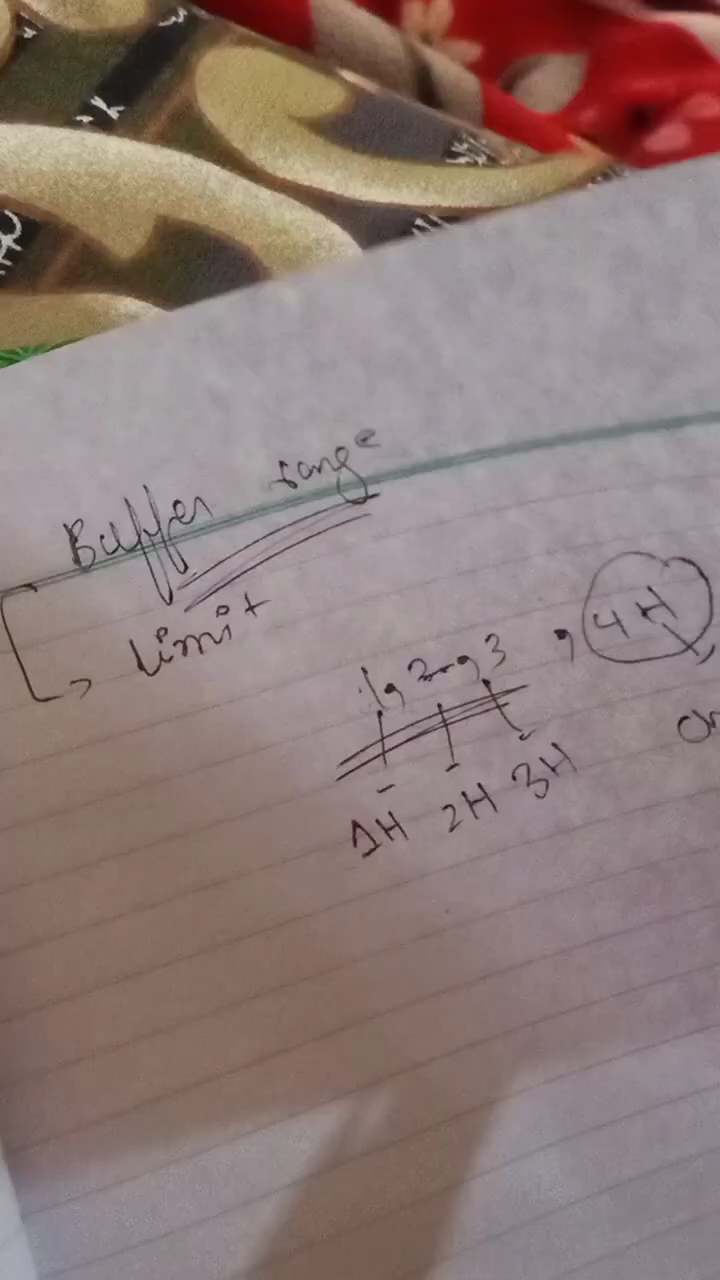 Buffer range
→ limit
1, 2, 3, 4H
1H 2H 3H